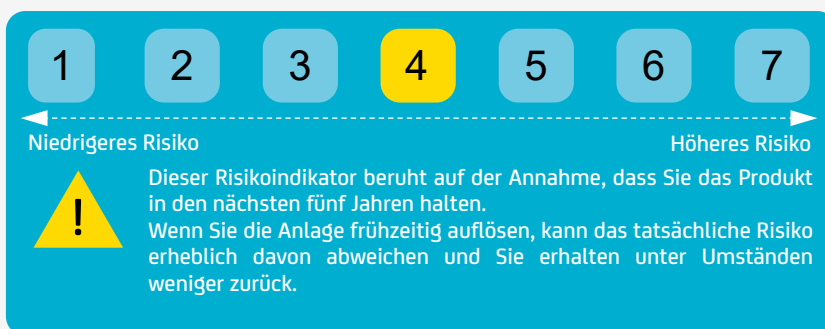 1 2 3 4 5 6 7
Niedrigeres Risiko Höheres Risiko
! Dieser Risikoindikator beruht auf der Annahme, dass Sie das Produkt
in den nächsten fünf Jahren halten.
Wenn Sie die Anlage frühzeitig auflösen, kann das tatsächliche Risiko
erheblich davon abweichen und Sie erhalten unter Umständen
weniger zurück.